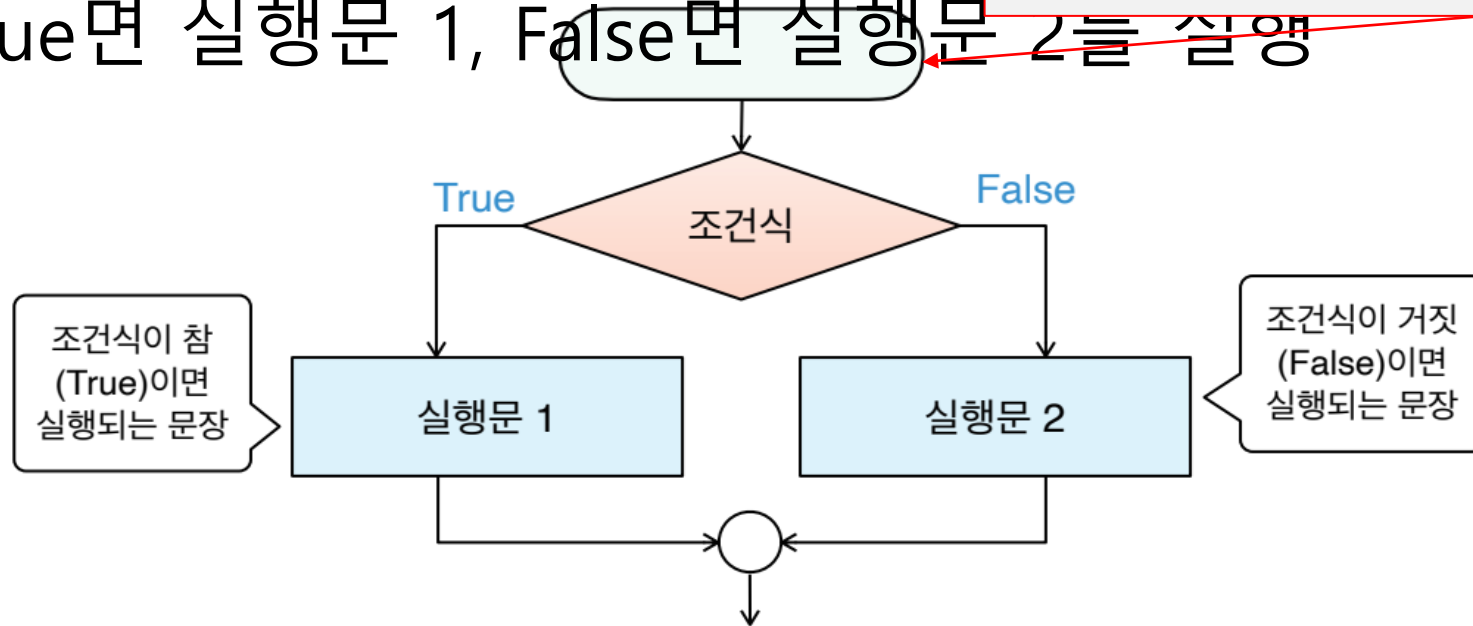 ue면 실행문 1, False면 실행문 2를 실행
True
False
조건식
조건식이 참
(True)이면
실행되는 문장
실행문 1
실행문 2
조건식이 거짓
(False)이면
실행되는 문장